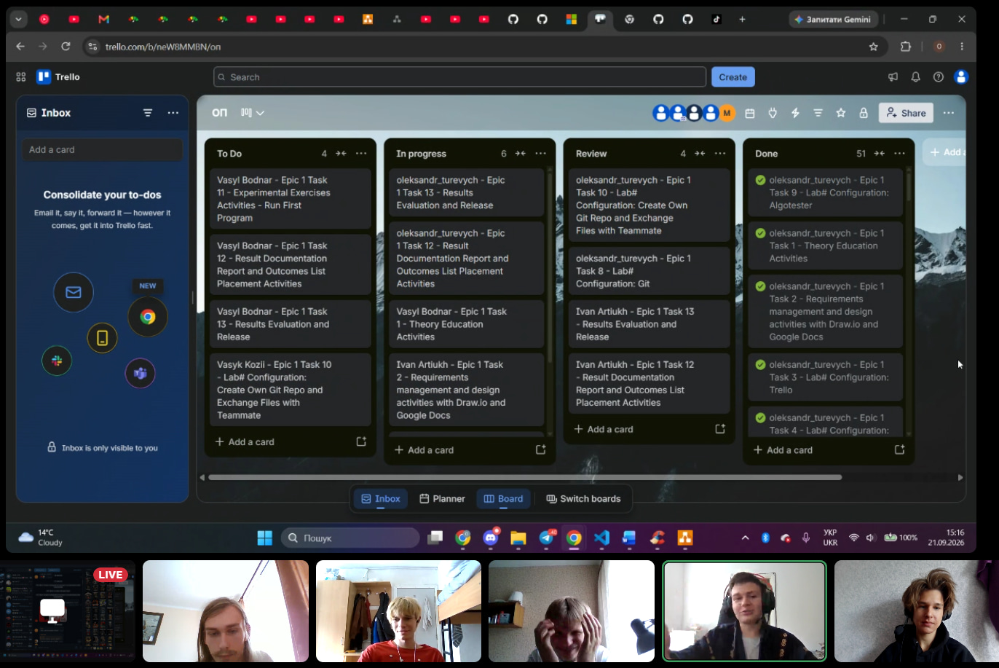 Запитати Gemini
trello.com/b/neW8MMBN/оп
Trello
Search
Create
Inbox
Add a card
Consolidate your to-dos
Email it, say it, forward it — however it
comes, get it into Trello fast.
NEW
Inbox is only visible to you
ОП
M
Share
To Do 4
Vasyl Bodnar - Epic 1 Task
11 - Experimental Exercises
Activities - Run First
Program
Vasyl Bodnar - Epic 1 Task
12 - Result Documentation
Report and Outcomes List
Placement Activities
Vasyl Bodnar - Epic 1 Task
13 - Results Evaluation and
Release
Vasyk Kozii - Epic 1 Task 10
- Lab# Configuration:
Create Own Git Repo and
Exchange Files with
Teammate
Add a card
In progress 6
oleksandr_turevych - Epic
1 Task 13 - Results
Evaluation and Release
oleksandr_turevych - Epic
1 Task 12 - Result
Documentation Report and
Outcomes List Placement
Activities
Vasyl Bodnar - Epic 1 Task
1 - Theory Education
Activities
Ivan Artiukh - Epic 1 Task
2 - Requirements
management and design
activities with Draw.io and
Google Docs
Add a card
Review 4
oleksandr_turevych - Epic 1
Task 10 - Lab#
Configuration: Create Own
Git Repo and Exchange
Files with Teammate
oleksandr_turevych - Epic 1
Task 8 - Lab#
Configuration: Git
Ivan Artiukh - Epic 1 Task 13
- Results Evaluation and
Release
Ivan Artiukh - Epic 1 Task 12
- Result Documentation
Report and Outcomes List
Placement Activities
Add a card
Done 51
oleksandr_turevych - Epic 1
Task 9 - Lab# Configuration:
Algotester
oleksandr_turevych - Epic 1
Task 1 - Theory Education
Activities
oleksandr_turevych - Epic 1
Task 2 - Requirements
management and design
activities with Draw.io and
Google Docs
oleksandr_turevych - Epic 1
Task 3 - Lab# Configuration:
Trello
oleksandr_turevych - Epic 1
Task 4 - Lab# Configuration:
Add a card
Add a
Inbox
Planner
Board
Switch boards
14°C
Cloudy
Пошук
40
УКР
UKR
100%
15:16
21.09.2026
LIVE